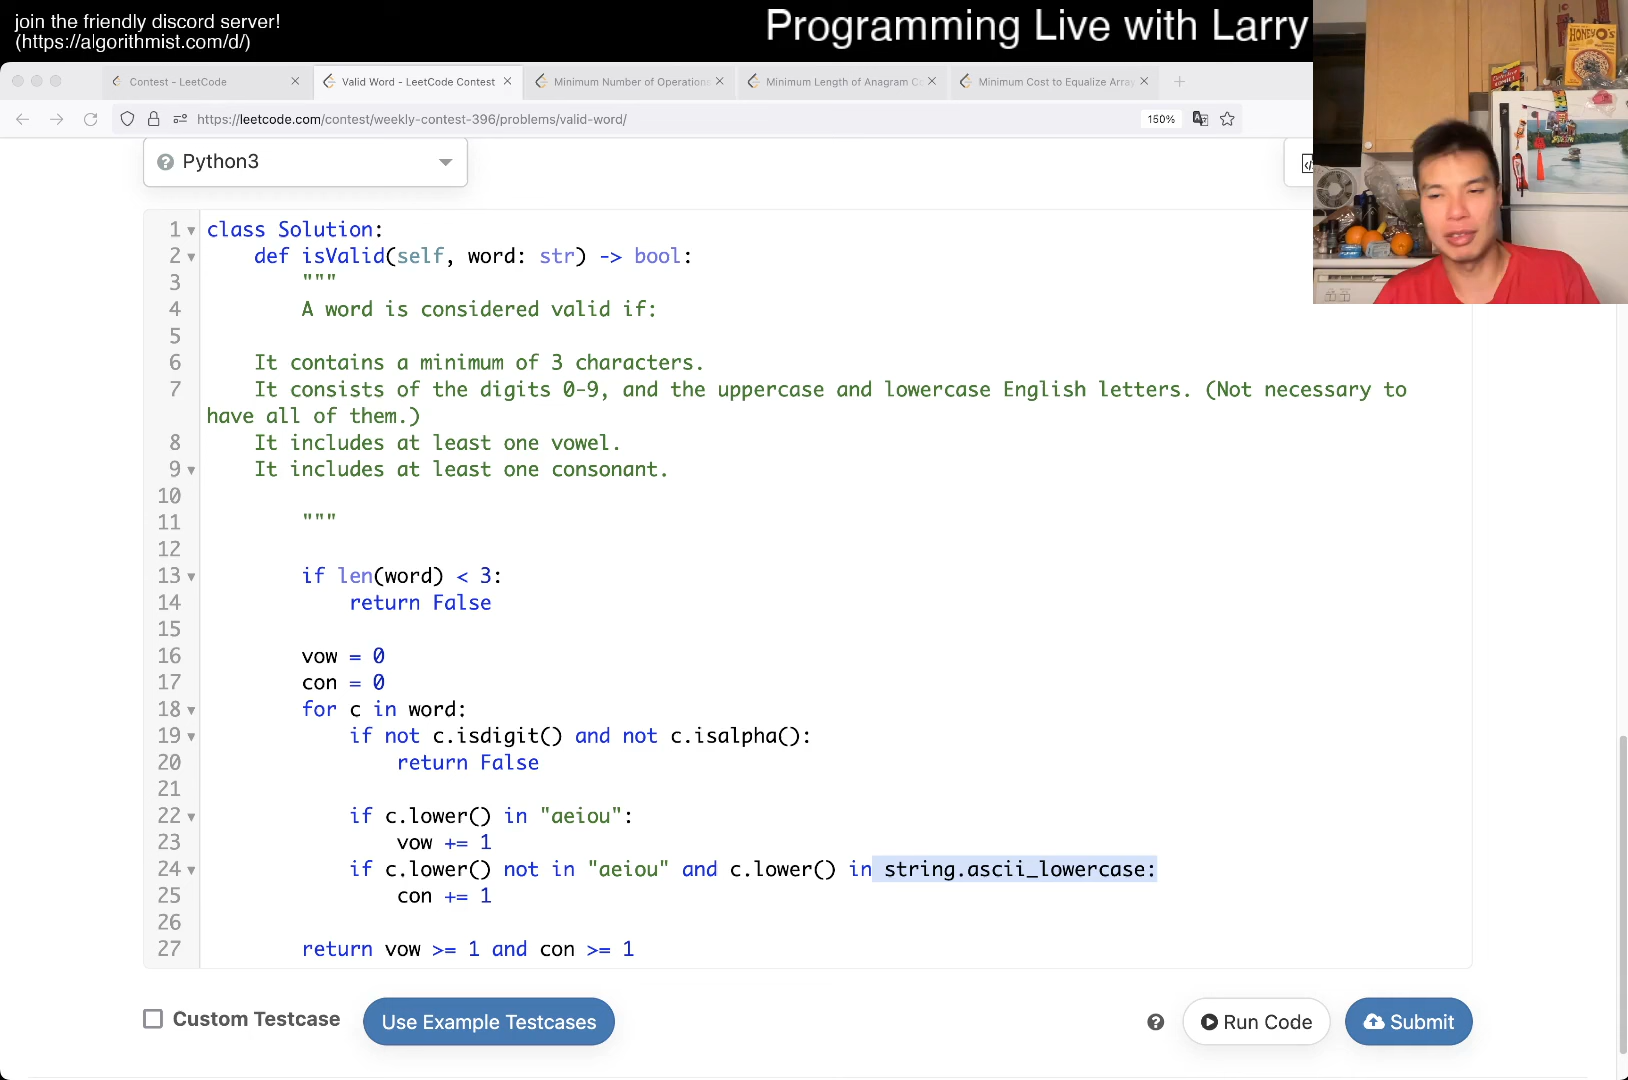 join the friendly discord server!
(https://algorithmist.com/d/)
Programming Live with Larry
Contest - LeetCode
Valid Word - LeetCode Contest
Minimum Number of Operation
Minimum Length of Anagram C
Minimum Cost to Equalize Array
https://leetcode.com/contest/weekly-contest-396/problems/valid-word/
150%
Python3
1 class Solution:
2 def isValid(self, word: str) -> bool:
3 """
4 A word is considered valid if:
5
6 It contains a minimum of 3 characters.
7 It consists of the digits 0-9, and the uppercase and lowercase English letters. (Not necessary to
have all of them.)
8 It includes at least one vowel.
9 It includes at least one consonant.
10
11 """
12
13 if len(word) < 3:
14 return False
15
16 vow = 0
17 con = 0
18 for c in word:
19 if not c.isdigit() and not c.isalpha():
20 return False
21
22 if c.lower() in "aeiou":
23 vow += 1
24 if c.lower() not in "aeiou" and c.lower() in string.ascii_lowercase:
25 con += 1
26
27 return vow >= 1 and con >= 1
Custom Testcase
Use Example Testcases
Run Code
Submit
HONEY O's